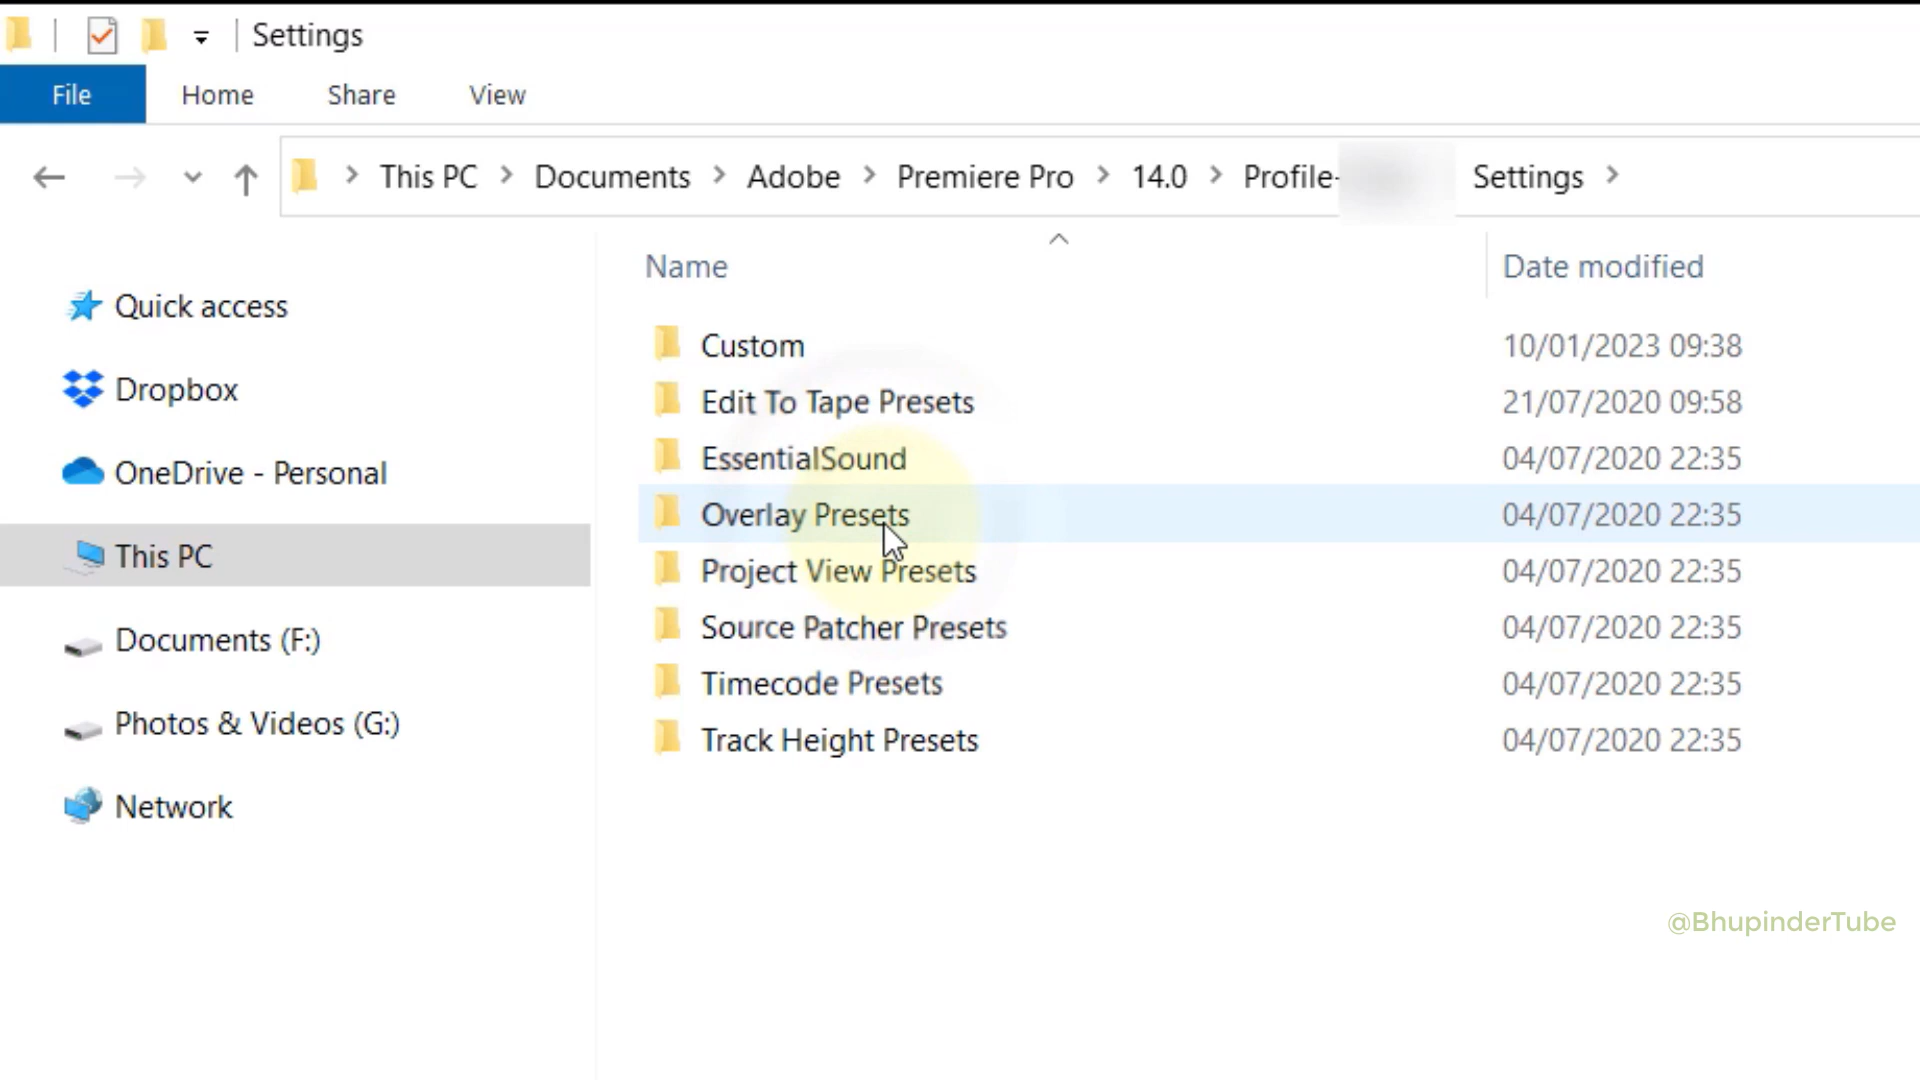 Settings
File Home Share View
This PC Documents Adobe Premiere Pro 14.0 Profile- Settings
Name Date modified
Quick access
Dropbox
OneDrive - Personal
This PC
Documents (F:)
Photos & Videos (G:)
Network
Custom 10/01/2023 09:38
Edit To Tape Presets 21/07/2020 09:58
EssentialSound 04/07/2020 22:35
Overlay Presets 04/07/2020 22:35
Project View Presets 04/07/2020 22:35
Source Patcher Presets 04/07/2020 22:35
Timecode Presets 04/07/2020 22:35
Track Height Presets 04/07/2020 22:35
@BhupinderTube